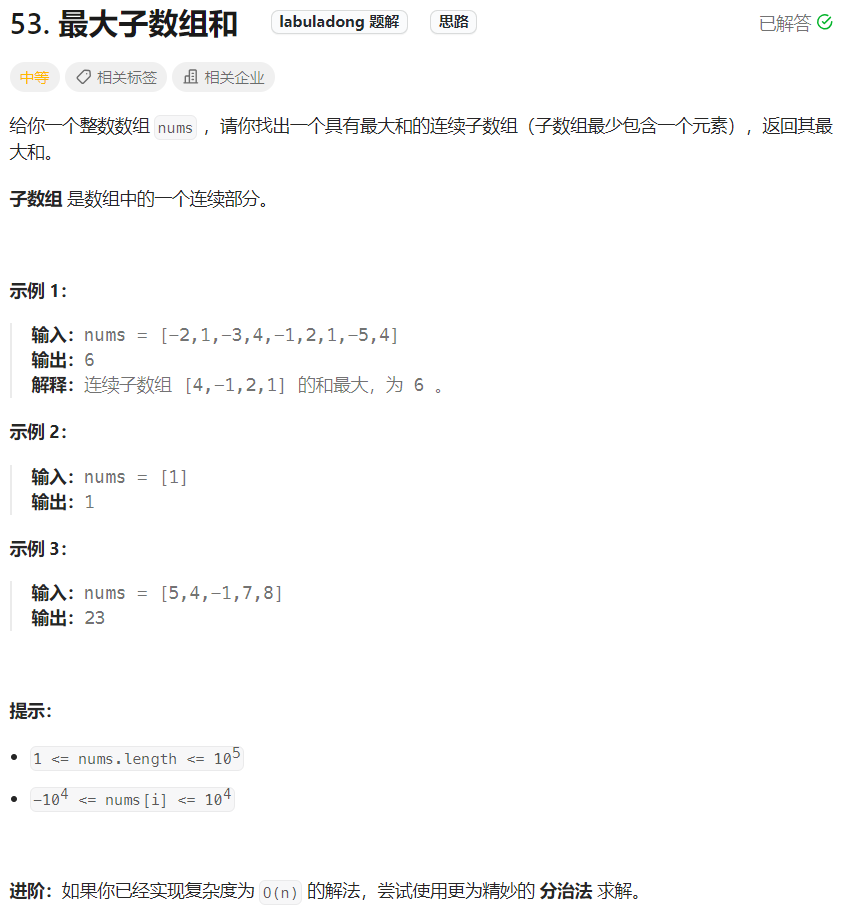 53. 最大子数组和 labuladong 题解 思路 已解答
中等 相关标签 相关企业
给你一个整数数组 nums ，请你找出一个具有最大和的连续子数组（子数组最少包含一个元素），返回其最
大和。
子数组 是数组中的一个连续部分。
示例 1：
输入：nums = [-2,1,-3,4,-1,2,1,-5,4]
输出：6
解释：连续子数组 [4,-1,2,1] 的和最大，为 6 。
示例 2：
输入：nums = [1]
输出：1
示例 3：
输入：nums = [5,4,-1,7,8]
输出：23
提示：
• 1 <= nums.length <= 10⁵
• -10⁴ <= nums[i] <= 10⁴
进阶：如果你已经实现复杂度为 O(n) 的解法，尝试使用更为精妙的 分治法 求解。